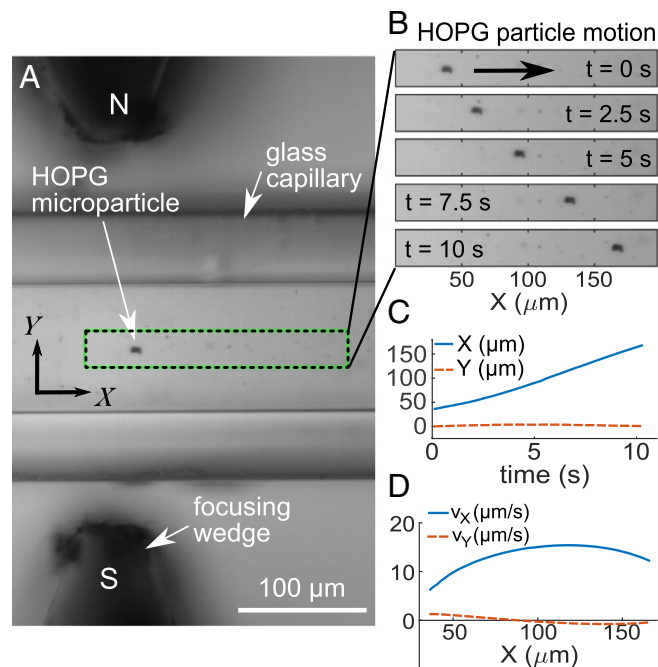 A
N
glass
capillary
HOPG
microparticle
Y
X
focusing
wedge
S
100 μm
B
HOPG particle motion
t = 0 s
t = 2.5 s
t = 5 s
t = 7.5 s
t = 10 s
50 100 150
X (μm)
C
X (μm)
Y (μm)
150
100
50
0
0 5 10
time (s)
D
vX(μm/s)
vY(μm/s)
20
10
0
50 100 150
X (μm)